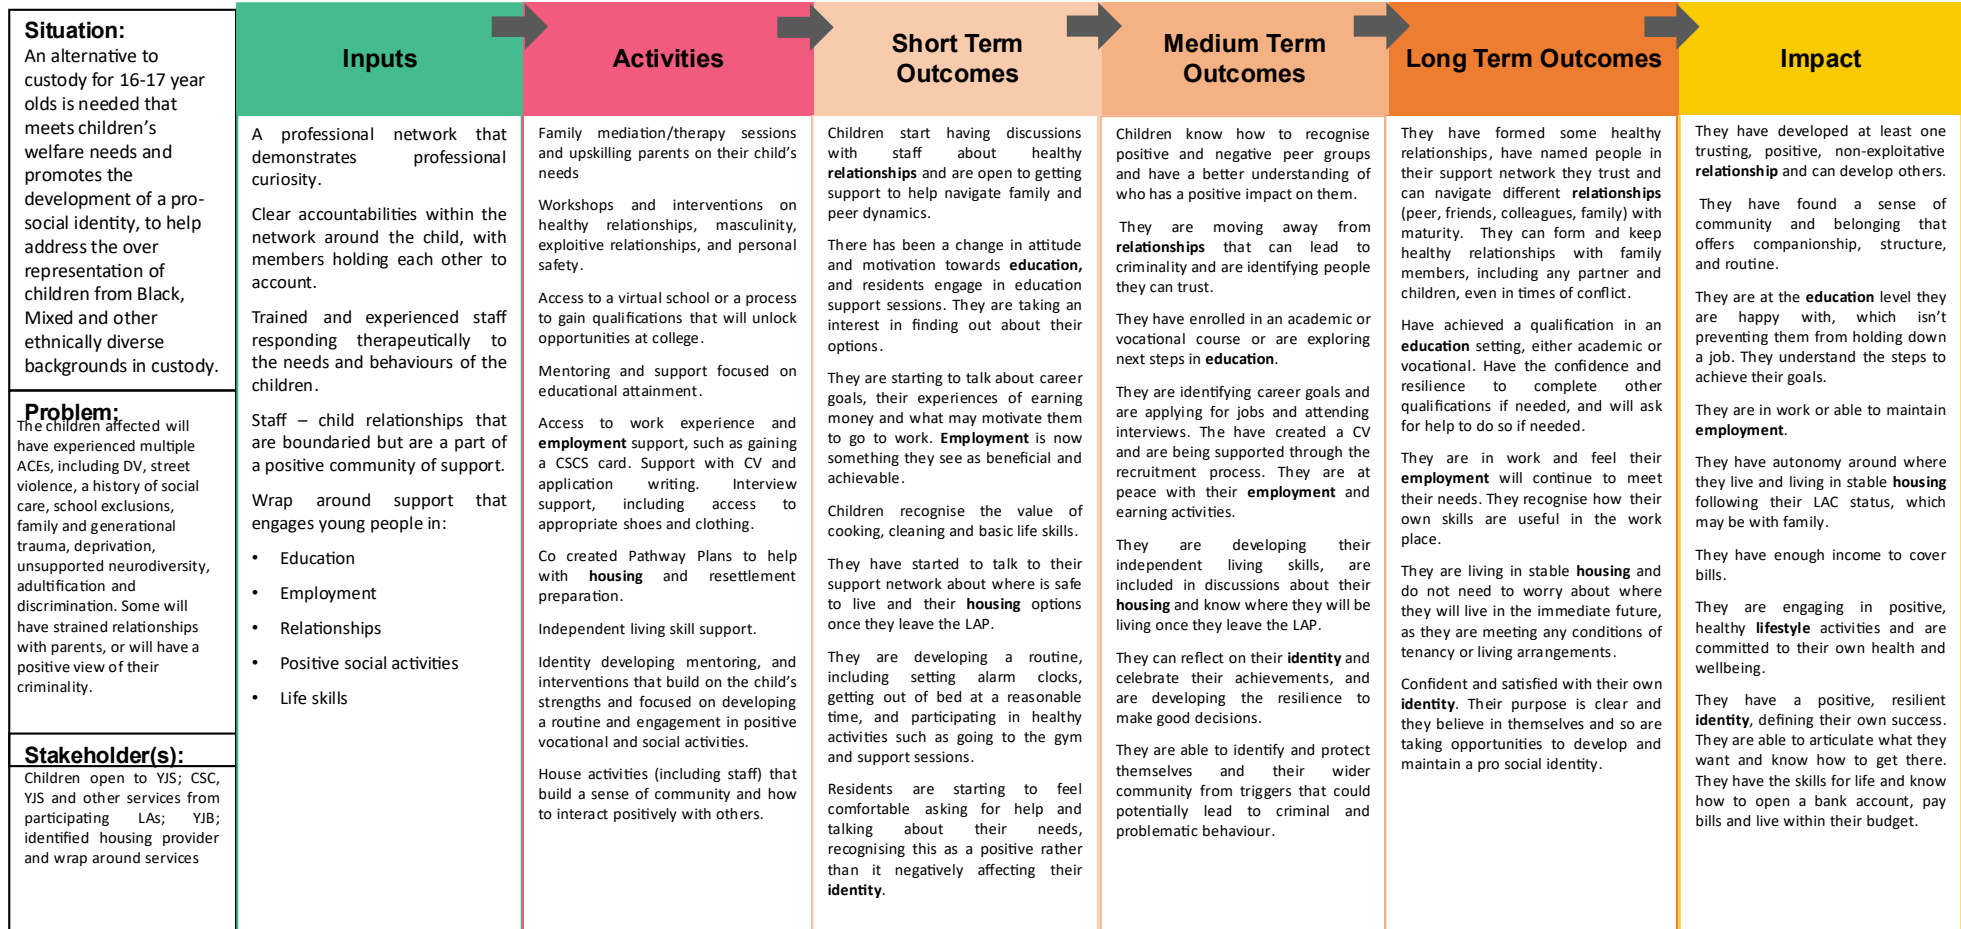 Situation:
An alternative to
custody for 16-17 year
olds is needed that
meets children's
welfare needs and
promotes the
development of a pro-
social identity, to help
address the over
representation of
children from Black,
Mixed and other
ethnically diverse
backgrounds in custody.
Problem:
The children affected will
have experienced multiple
ACEs, including DV, street
violence, a history of social
care, school exclusions,
family and generational
trauma, deprivation,
unsupported neurodiversity,
adultification and
discrimination. Some will
have strained relationships
with parents, or will have a
positive view of their
criminality.
Stakeholder(s):
Children open to YJS; CSC,
YJS and other services from
participating LAs; YJB;
identified housing provider
and wrap around services
Inputs
A professional network that
demonstrates professional
curiosity.
Clear accountabilities within the
network around the child, with
members holding each other to
account.
Trained and experienced staff
responding therapeutically to
the needs and behaviours of the
children.
Staff – child relationships that
are boundaried but are a part of
a positive community of support.
Wrap around support that
engages young people in:
• Education
• Employment
• Relationships
• Positive social activities
• Life skills
Activities
Family mediation/therapy sessions
and upskilling parents on their child's
needs
Workshops and interventions on
healthy relationships, masculinity,
exploitive relationships, and personal
safety.
Access to a virtual school or a process
to gain qualifications that will unlock
opportunities at college.
Mentoring and support focused on
educational attainment.
Access to work experience and
employment support, such as gaining
a CSCS card. Support with CV and
application writing. Interview
support, including access to
appropriate shoes and clothing.
Co created Pathway Plans to help
with housing and resettlement
preparation.
Independent living skill support.
Identity developing mentoring, and
interventions that build on the child's
strengths and focused on developing
a routine and engagement in positive
vocational and social activities.
House activities (including staff) that
build a sense of community and how
to interact positively with others.
Short Term
Outcomes
Children start having discussions
with staff about healthy
relationships and are open to getting
support to help navigate family and
peer dynamics.
There has been a change in attitude
and motivation towards education,
and residents engage in education
support sessions. They are taking an
interest in finding out about their
options.
They are starting to talk about career
goals, their experiences of earning
money and what may motivate them
to go to work. Employment is now
something they see as beneficial and
achievable.
Children recognise the value of
cooking, cleaning and basic life skills.
They have started to talk to their
support network about where is safe
to live and their housing options
once they leave the LAP.
They are developing a routine,
including setting alarm clocks,
getting out of bed at a reasonable
time, and participating in healthy
activities such as going to the gym
and support sessions.
Residents are starting to feel
comfortable asking for help and
talking about their needs,
recognising this as a positive rather
than it negatively affecting their
identity.
Medium Term
Outcomes
Children know how to recognise
positive and negative peer groups
and have a better understanding of
who has a positive impact on them.
They are moving away from
relationships that can lead to
criminality and are identifying people
they can trust.
They have enrolled in an academic or
vocational course or are exploring
next steps in education.
They are identifying career goals and
are applying for jobs and attending
interviews. The have created a CV
and are being supported through the
recruitment process. They are at
peace with their employment and
earning activities.
They are developing their
independent living skills, are
included in discussions about their
housing and know where they will be
living once they leave the LAP.
They can reflect on their identity and
celebrate their achievements, and
are developing the resilience to
make good decisions.
They are able to identify and protect
themselves and their wider
community from triggers that could
potentially lead to criminal and
problematic behaviour.
Long Term Outcomes
They have formed some healthy
relationships, have named people in
their support network they trust and
can navigate different relationships
(peer, friends, colleagues, family) with
maturity. They can form and keep
healthy relationships with family
members, including any partner and
children, even in times of conflict.
Have achieved a qualification in an
education setting, either academic or
vocational. Have the confidence and
resilience to complete other
qualifications if needed, and will ask
for help to do so if needed.
They are in work and feel their
employment will continue to meet
their needs. They recognise how their
own skills are useful in the work
place.
They are living in stable housing and
do not need to worry about where
they will live in the immediate future,
as they are meeting any conditions of
tenancy or living arrangements.
Confident and satisfied with their own
identity. Their purpose is clear and
they believe in themselves and so are
taking opportunities to develop and
maintain a pro social identity.
Impact
They have developed at least one
trusting, positive, non-exploitative
relationship and can develop others.
They have found a sense of
community and belonging that
offers companionship, structure,
and routine.
They are at the education level they
are happy with, which isn't
preventing them from holding down
a job. They understand the steps to
achieve their goals.
They are in work or able to maintain
employment.
They have autonomy around where
they live and living in stable housing
following their LAC status, which
may be with family.
They have enough income to cover
bills.
They are engaging in positive,
healthy lifestyle activities and are
committed to their own health and
wellbeing.
They have a positive, resilient
identity, defining their own success.
They are able to articulate what they
want and know how to get there.
They have the skills for life and know
how to open a bank account, pay
bills and live within their budget.